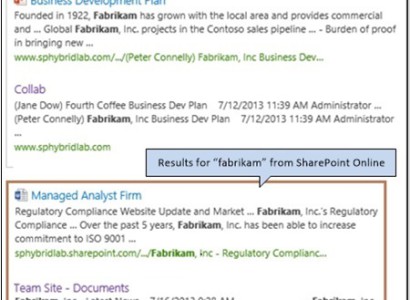 Business Development Plan
Founded in 1922, Fabrikam has grown with the local area and provides commercial
and ... Global Fabrikam, Inc. projects in the Contoso sales pipeline ... - Burden of proof
in bringing new ...
www.sphybridlab.com/.../(Peter Connelly) Fabrikam, Inc Business Dev...
Collab
(Jane Dow) Fourth Coffee Business Dev Plan 7/12/2013 11:39 AM Administrator ...
(Peter Connelly) Fabrikam, Inc Business Dev Plan 7/12/2013 11:39 AM Administrator
...
www.sphybridlab.com
Results for "fabrikam" from SharePoint Online
Managed Analyst Firm
Regulatory Compliance Website Update and Market ... Fabrikam, Inc.'s Regulatory
Compliance ... Over the past 5 years, Fabrikam, Inc. has been able to increase
commitment to ISO 9001 ...
sphybridlab.sharepoint.com/.../Fabrikam, inc - Regulatory Complianc...
Team Site - Documents